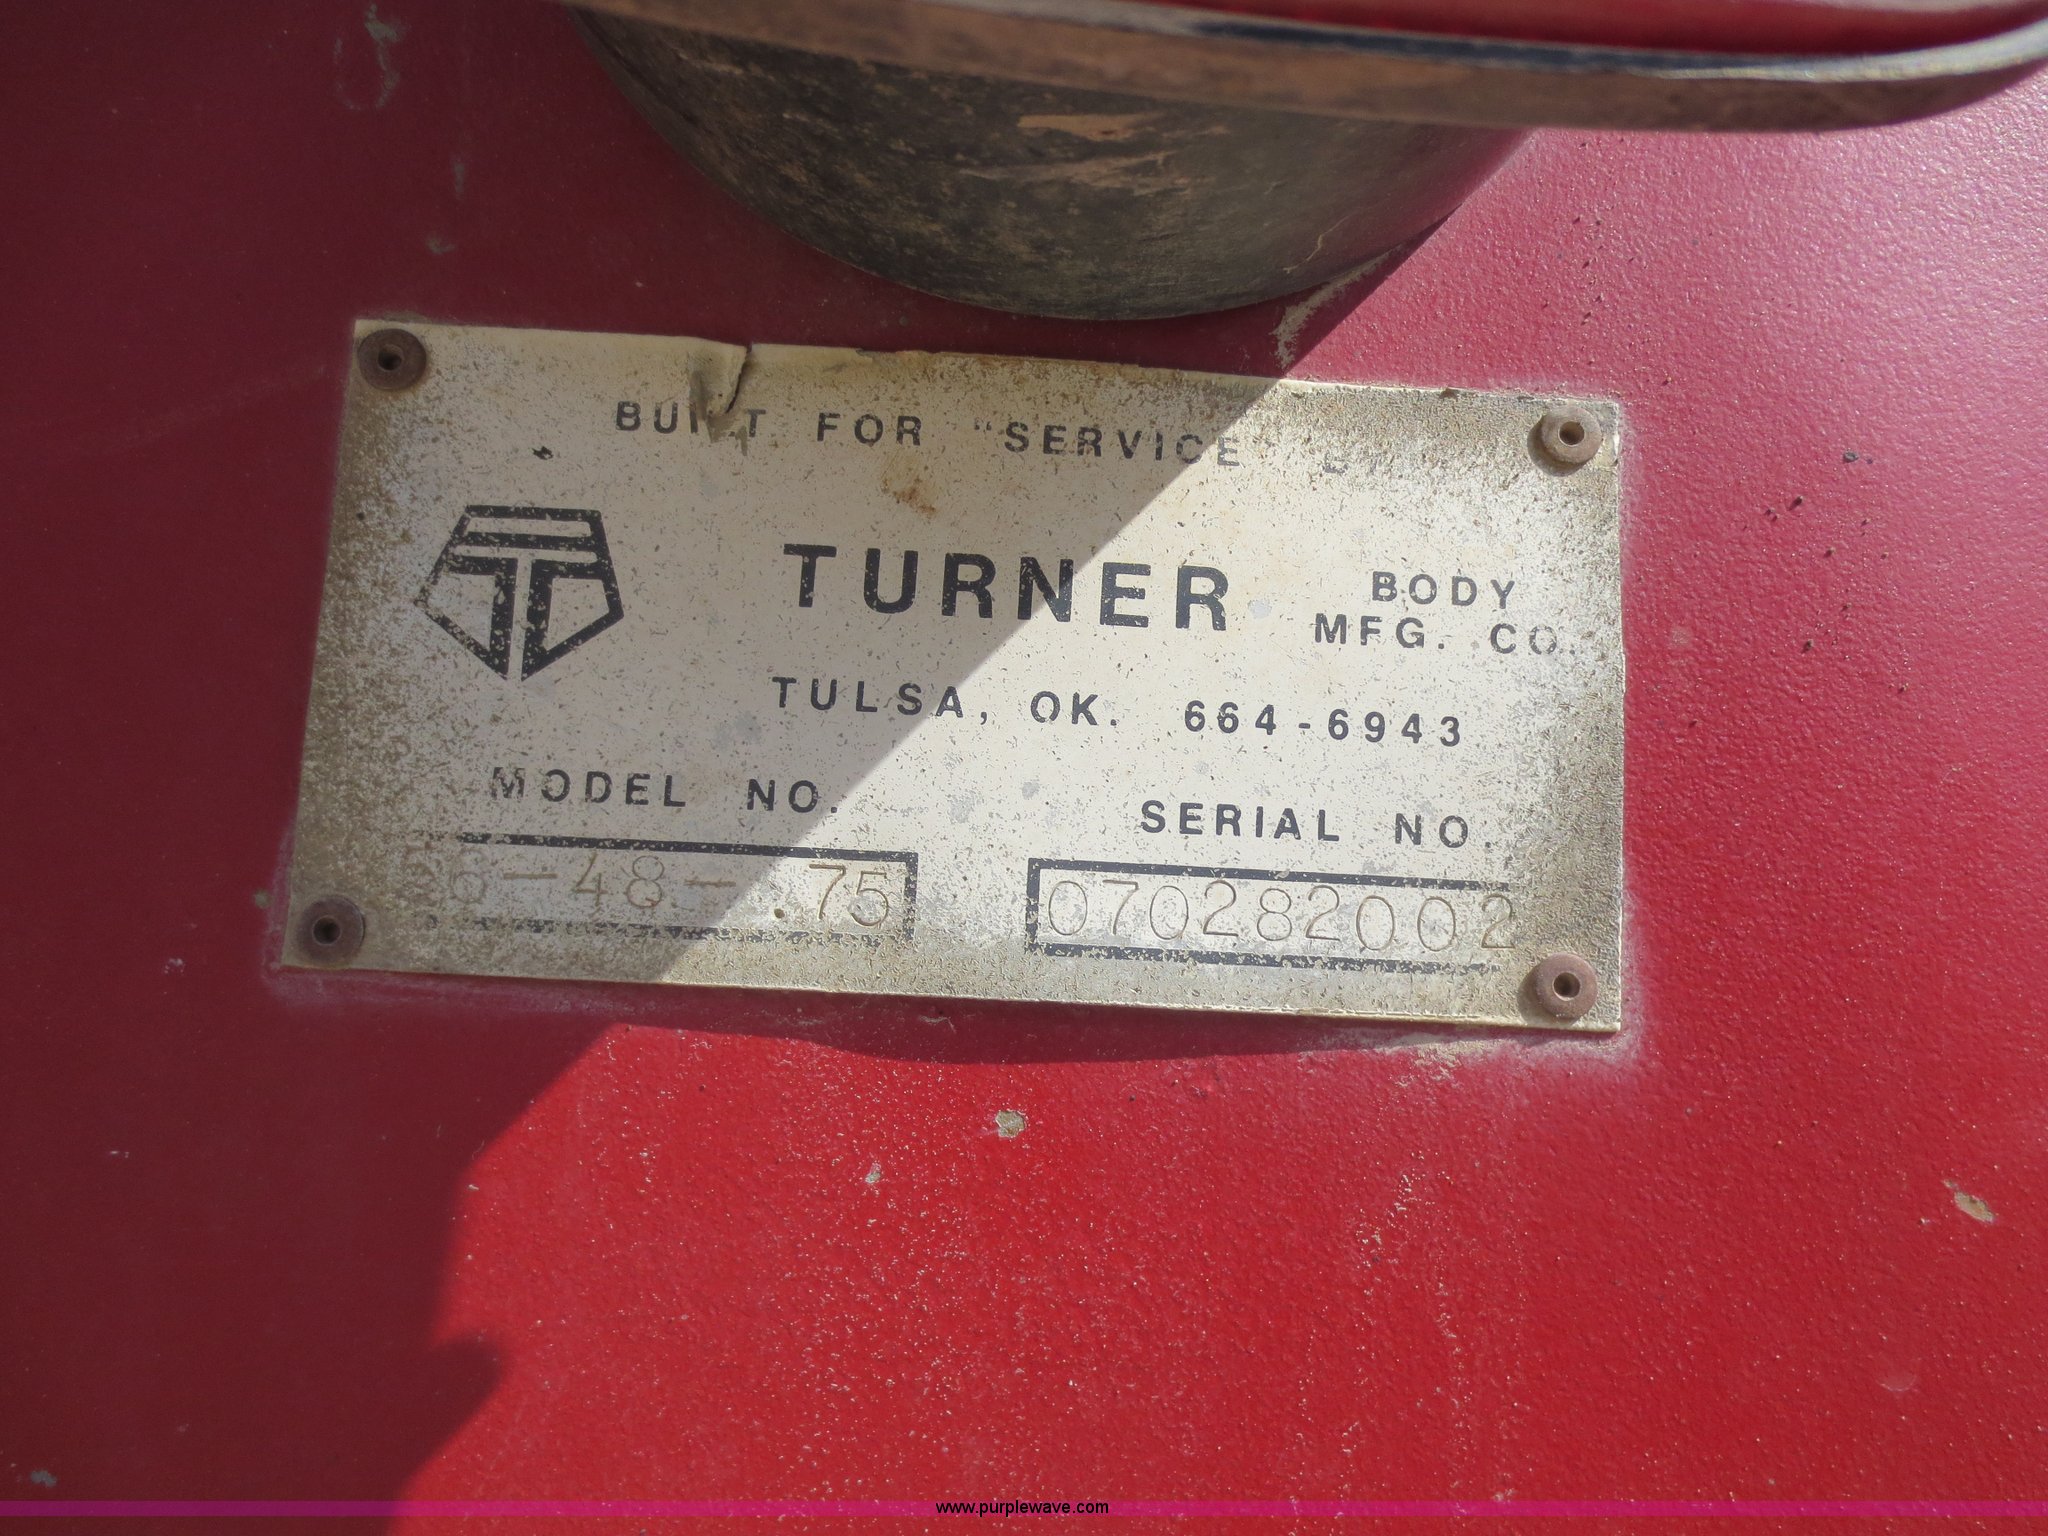 BUILT FOR "SERVICE" BY
TURNER BODY
MFG. CO.
TULSA, OK. 664-6943
MODEL NO.
SERIAL NO.
56-48-.75
070282002
www.purplewave.com